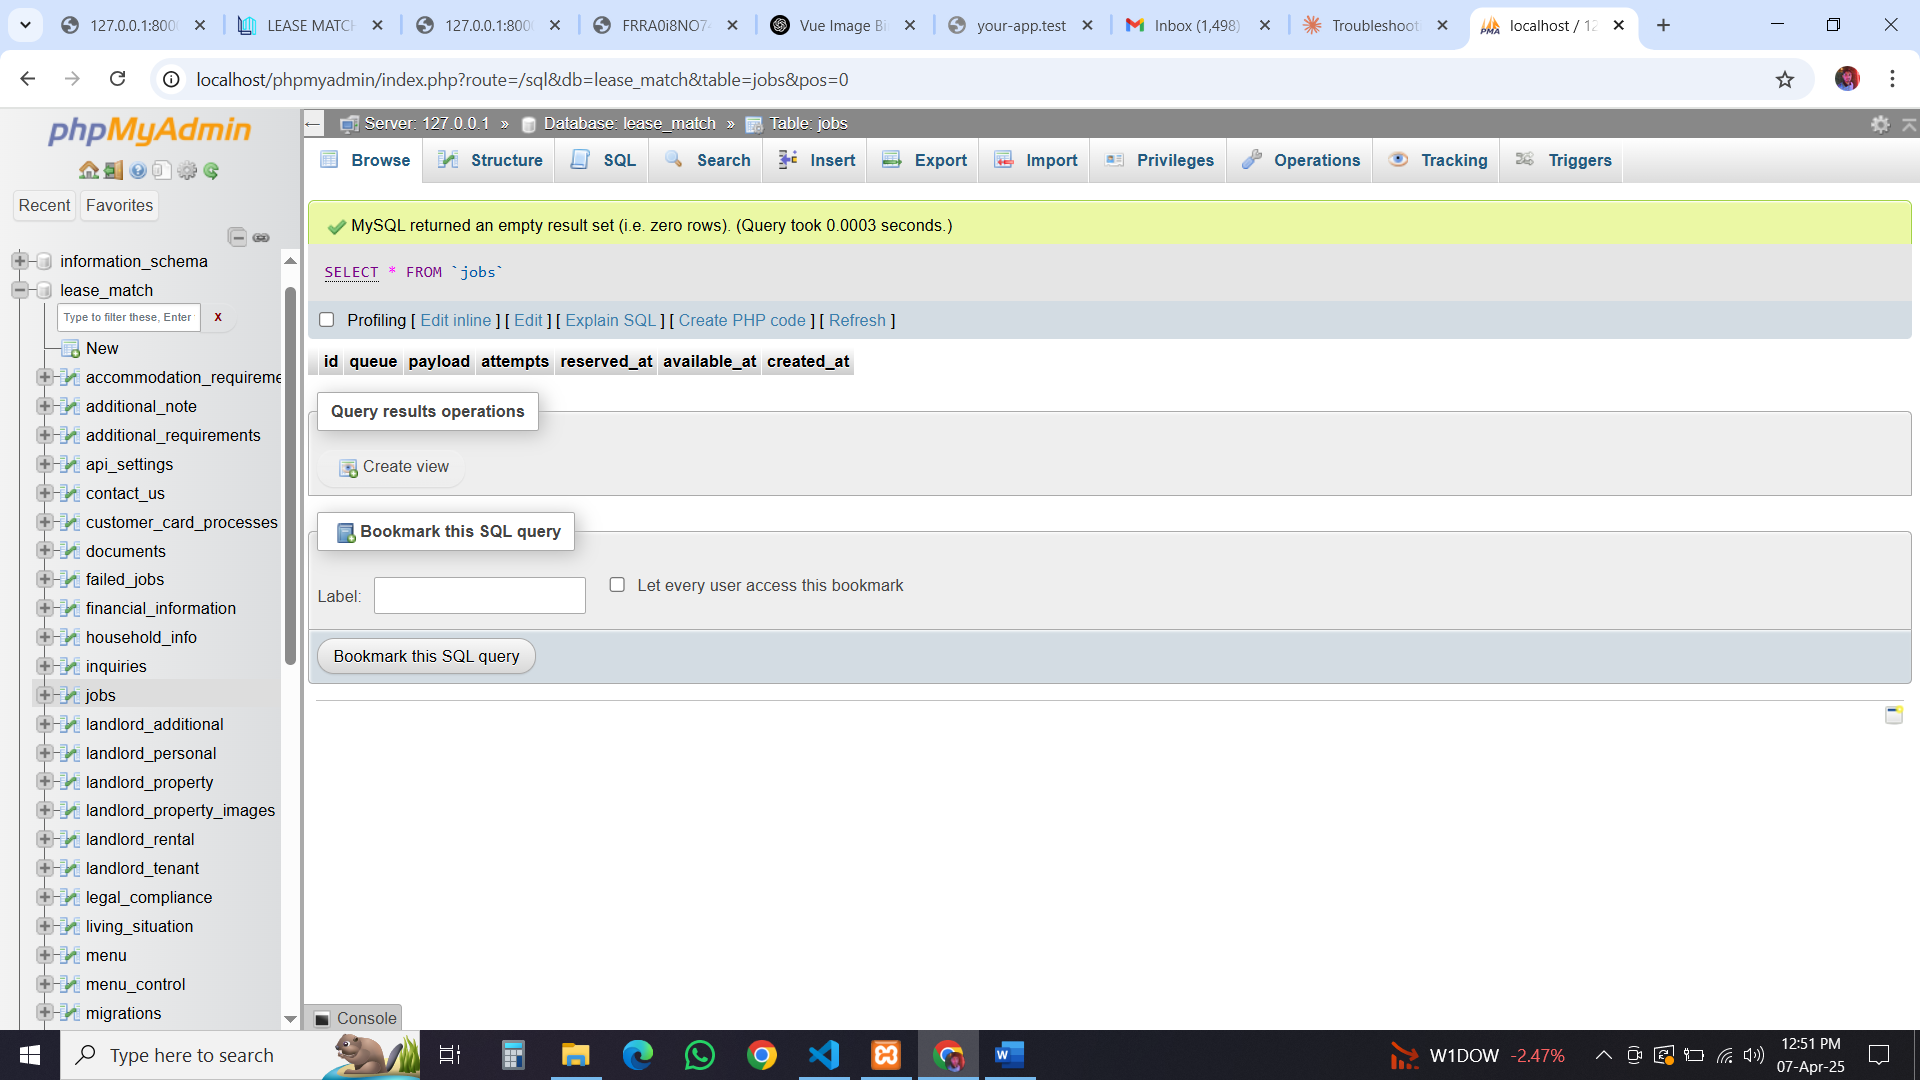 127.0.0.1:800
LEASE MATCH
127.0.0.1:800
FRRA0i8NO7
Vue Image Bi
your-app.test
Inbox (1,498)
Troubleshoot
localhost / 12
localhost/phpmyadmin/index.php?route=/sql&db=lease_match&table=jobs&pos=0
phpMyAdmin
Recent
Favorites
information_schema
lease_match
Type to filter these, Enter
X
New
accommodation_requireme
additional_note
additional_requirements
api_settings
contact_us
customer_card_processes
documents
failed_jobs
financial_information
household_info
inquiries
jobs
landlord_additional
landlord_personal
landlord_property
landlord_property_images
landlord_rental
landlord_tenant
legal_compliance
living_situation
menu
menu_control
migrations
Server: 127.0.0.1 » Database: lease_match » Table: jobs
Browse
Structure
SQL
Search
Insert
Export
Import
Privileges
Operations
Tracking
Triggers
MySQL returned an empty result set (i.e. zero rows). (Query took 0.0003 seconds.)
SELECT * FROM `jobs`
Profiling [ Edit inline ] [ Edit ] [ Explain SQL ] [ Create PHP code ] [ Refresh ]
id queue payload attempts reserved_at available_at created_at
Query results operations
Create view
Bookmark this SQL query
Label:
Let every user access this bookmark
Bookmark this SQL query
Console
Type here to search
W1DOW -2.47%
12:51 PM
07-Apr-25